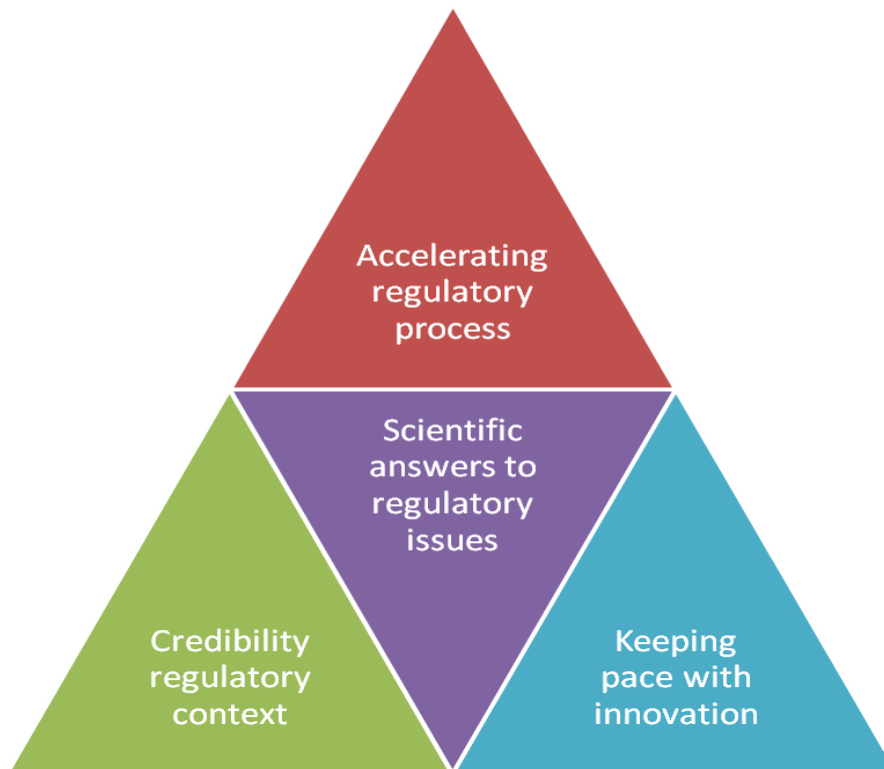 Accelerating
regulatory
process
Scientific
answers to
regulatory
issues
Credibility
regulatory
context
Keeping
pace with
innovation